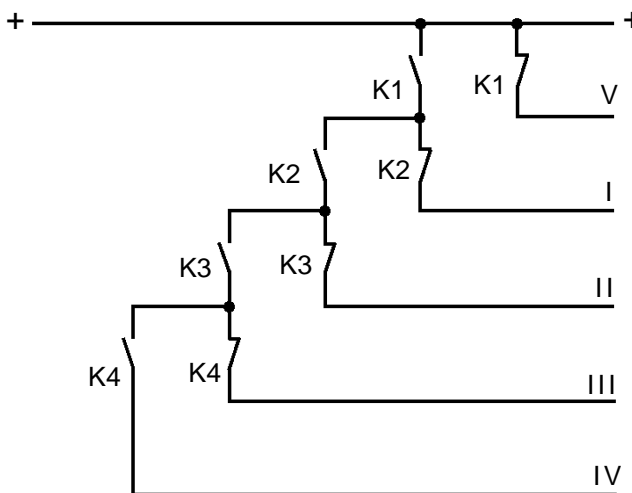 + +
K1 K1 V
K2 K2 I
K3 K3 II
K4 K4 III
IV